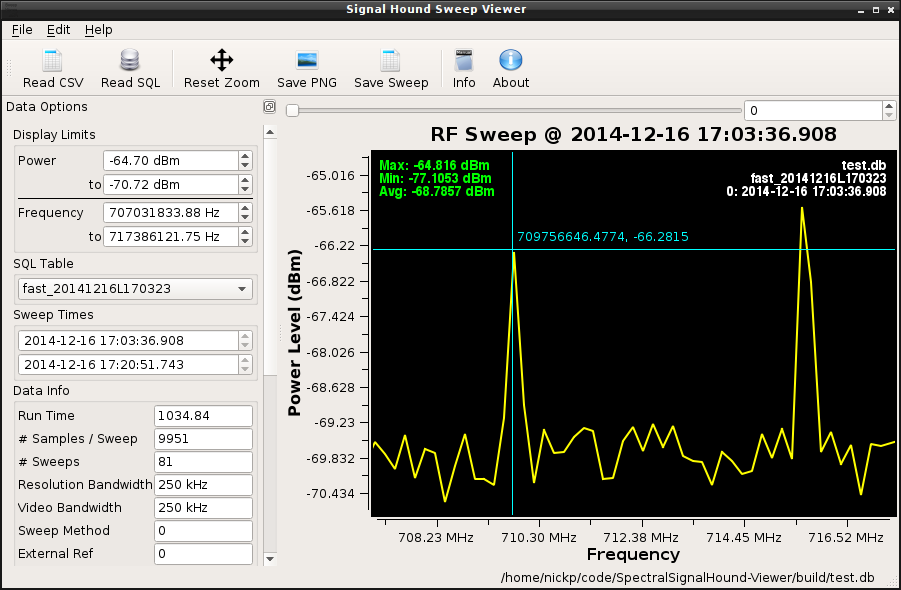 Signal Hound Sweep Viewer
File Edit Help
Read CSV Read SQL Reset Zoom Save PNG Save Sweep Info About
Data Options
Display Limits
Power -64.70 dBm
to -70.72 dBm
Frequency 707031833.88 Hz
to 717386121.75 Hz
SQL Table
fast_20141216L170323
Sweep Times
2014-12-16 17:03:36.908
2014-12-16 17:20:51.743
Data Info
Run Time 1034.84
# Samples / Sweep 9951
# Sweeps 81
Resolution Bandwidth 250 kHz
Video Bandwidth 250 kHz
Sweep Method 0
External Ref 0
0
RF Sweep @ 2014-12-16 17:03:36.908
Max: -64.816 dBm
Min: -77.1053 dBm
Avg: -68.7857 dBm
test.db
fast_20141216L170323
0: 2014-12-16 17:03:36.908
709756646.4774, -66.2815
Power Level (dBm)
-65.016
-65.618
-66.22
-66.822
-67.424
-68.026
-68.628
-69.23
-69.832
-70.434
708.23 MHz 710.30 MHz 712.38 MHz 714.45 MHz 716.52 MHz
Frequency
/home/nickp/code/SpectralSignalHound-Viewer/build/test.db